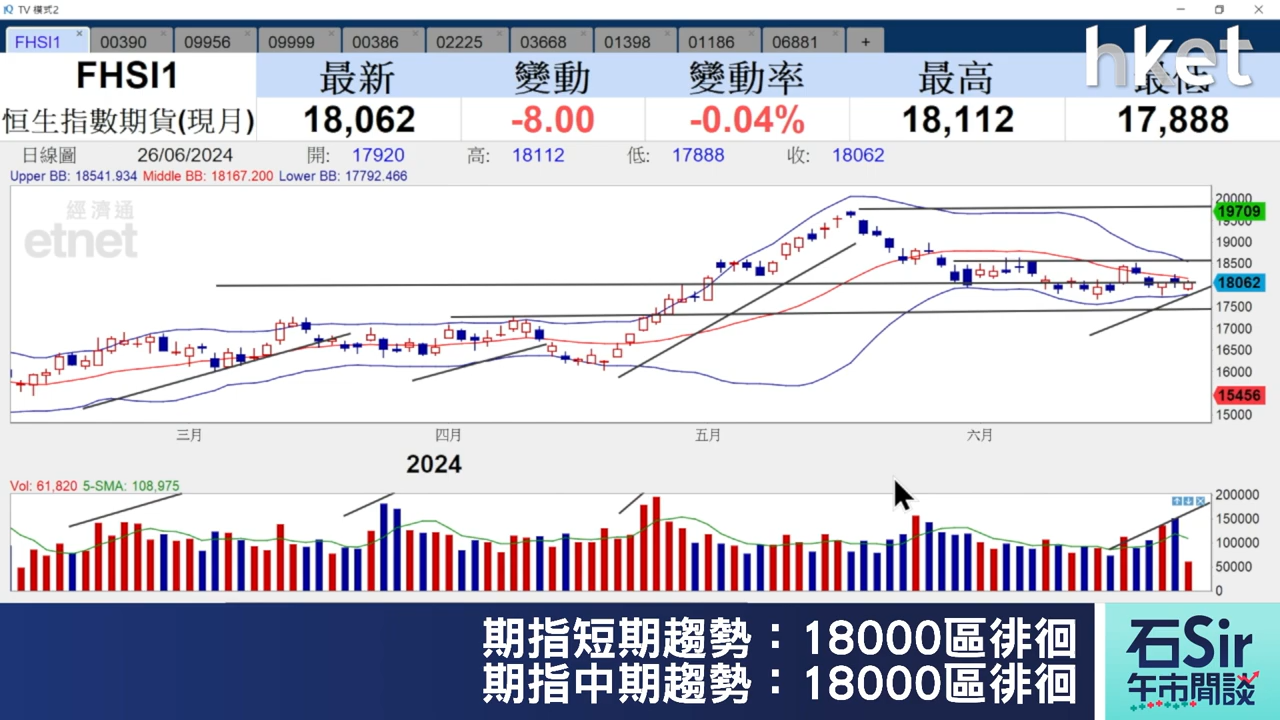 TV 模式2
FHSI1 00390 09956 09999 00386 02225 03668 01398 01186 06881 +
hket
FHSI1 最新 變動 變動率 最高 最低
恒生指數期貨(現月) 18,062 -8.00 -0.04% 18,112 17,888
日線圖 26/06/2024 開: 17920 高: 18112 低: 17888 收: 18062
Upper BB: 18541.934 Middle BB: 18167.200 Lower BB: 17792.466
經濟通
etnet
20000
19709
19500
19000
18500
18062
17500
17000
16500
16000
15456
15000
三月 四月 五月 六月
2024
Vol: 61,820 5-SMA: 108,975
200000
150000
100000
50000
0
期指短期趨勢：18000區徘徊
期指中期趨勢：18000區徘徊
石Sir
午市閒談